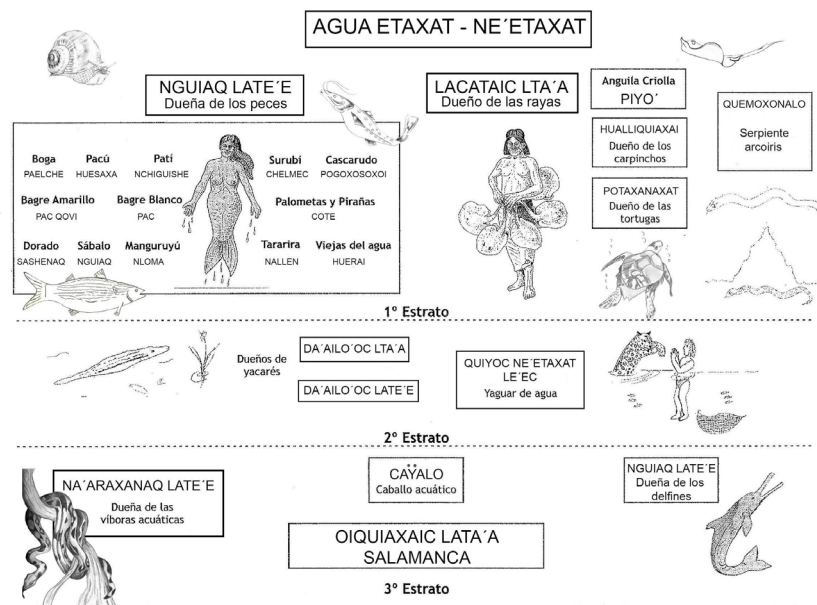 AGUA ETAXAT - NE´ETAXAT
NGUIAQ LATE´E
Dueña de los peces
LACATAIC LTA´A
Dueño de las rayas
Anguila Criolla
PIYO´
QUEMOXONALO
Serpiente
arcoiris
HUALLIQUIAXAI
Dueño de los
carpinchos
POTAXANAXAT
Dueño de las
tortugas
Boga
PAELCHE
Pacú
HUESAXA
Patí
NCHIGUISHE
Surubí
CHELMEC
Cascarudo
POGOXOSOXOI
Bagre Amarillo
PAC QOVI
Bagre Blanco
PAC
Palometas y Pirañas
COTE
Dorado
SASHENAQ
Sábalo
NGUIAQ
Manguruyú
NLOMA
Tararira
NALLEN
Viejas del agua
HUERAI
1º Estrato
Dueños de
yacarés
DA´AILO´OC LTA´A
DA´AILO´OC LATE´E
QUIYOC NE´ETAXAT
LE´EC
Yaguar de agua
2º Estrato
NA´ARAXANAQ LATE´E
Dueña de las
víboras acuáticas
CAŸALO
Caballo acuático
NGUIAQ LATE´E
Dueña de los
delfines
OIQUIAXAIC LATA´A
SALAMANCA
3º Estrato